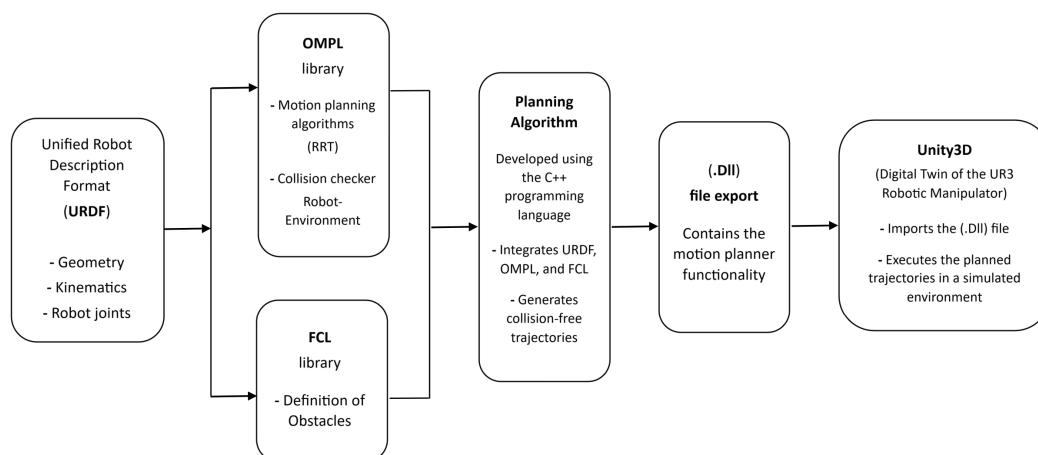 Unified Robot
Description
Format
(URDF)
- Geometry
- Kinematics
- Robot joints
OMPL
library
- Motion planning
algorithms
(RRT)
- Collision checker
Robot-
Environment
FCL
library
- Definition of
Obstacles
Planning
Algorithm
Developed using
the C++
programming
language
- Integrates URDF,
OMPL, and FCL
- Generates
collision-free
trajectories
(.Dll)
file export
Contains the
motion planner
functionality
Unity3D
(Digital Twin of the UR3
Robotic Manipulator)
- Imports the (.Dll) file
- Executes the planned
trajectories in a simulated
environment